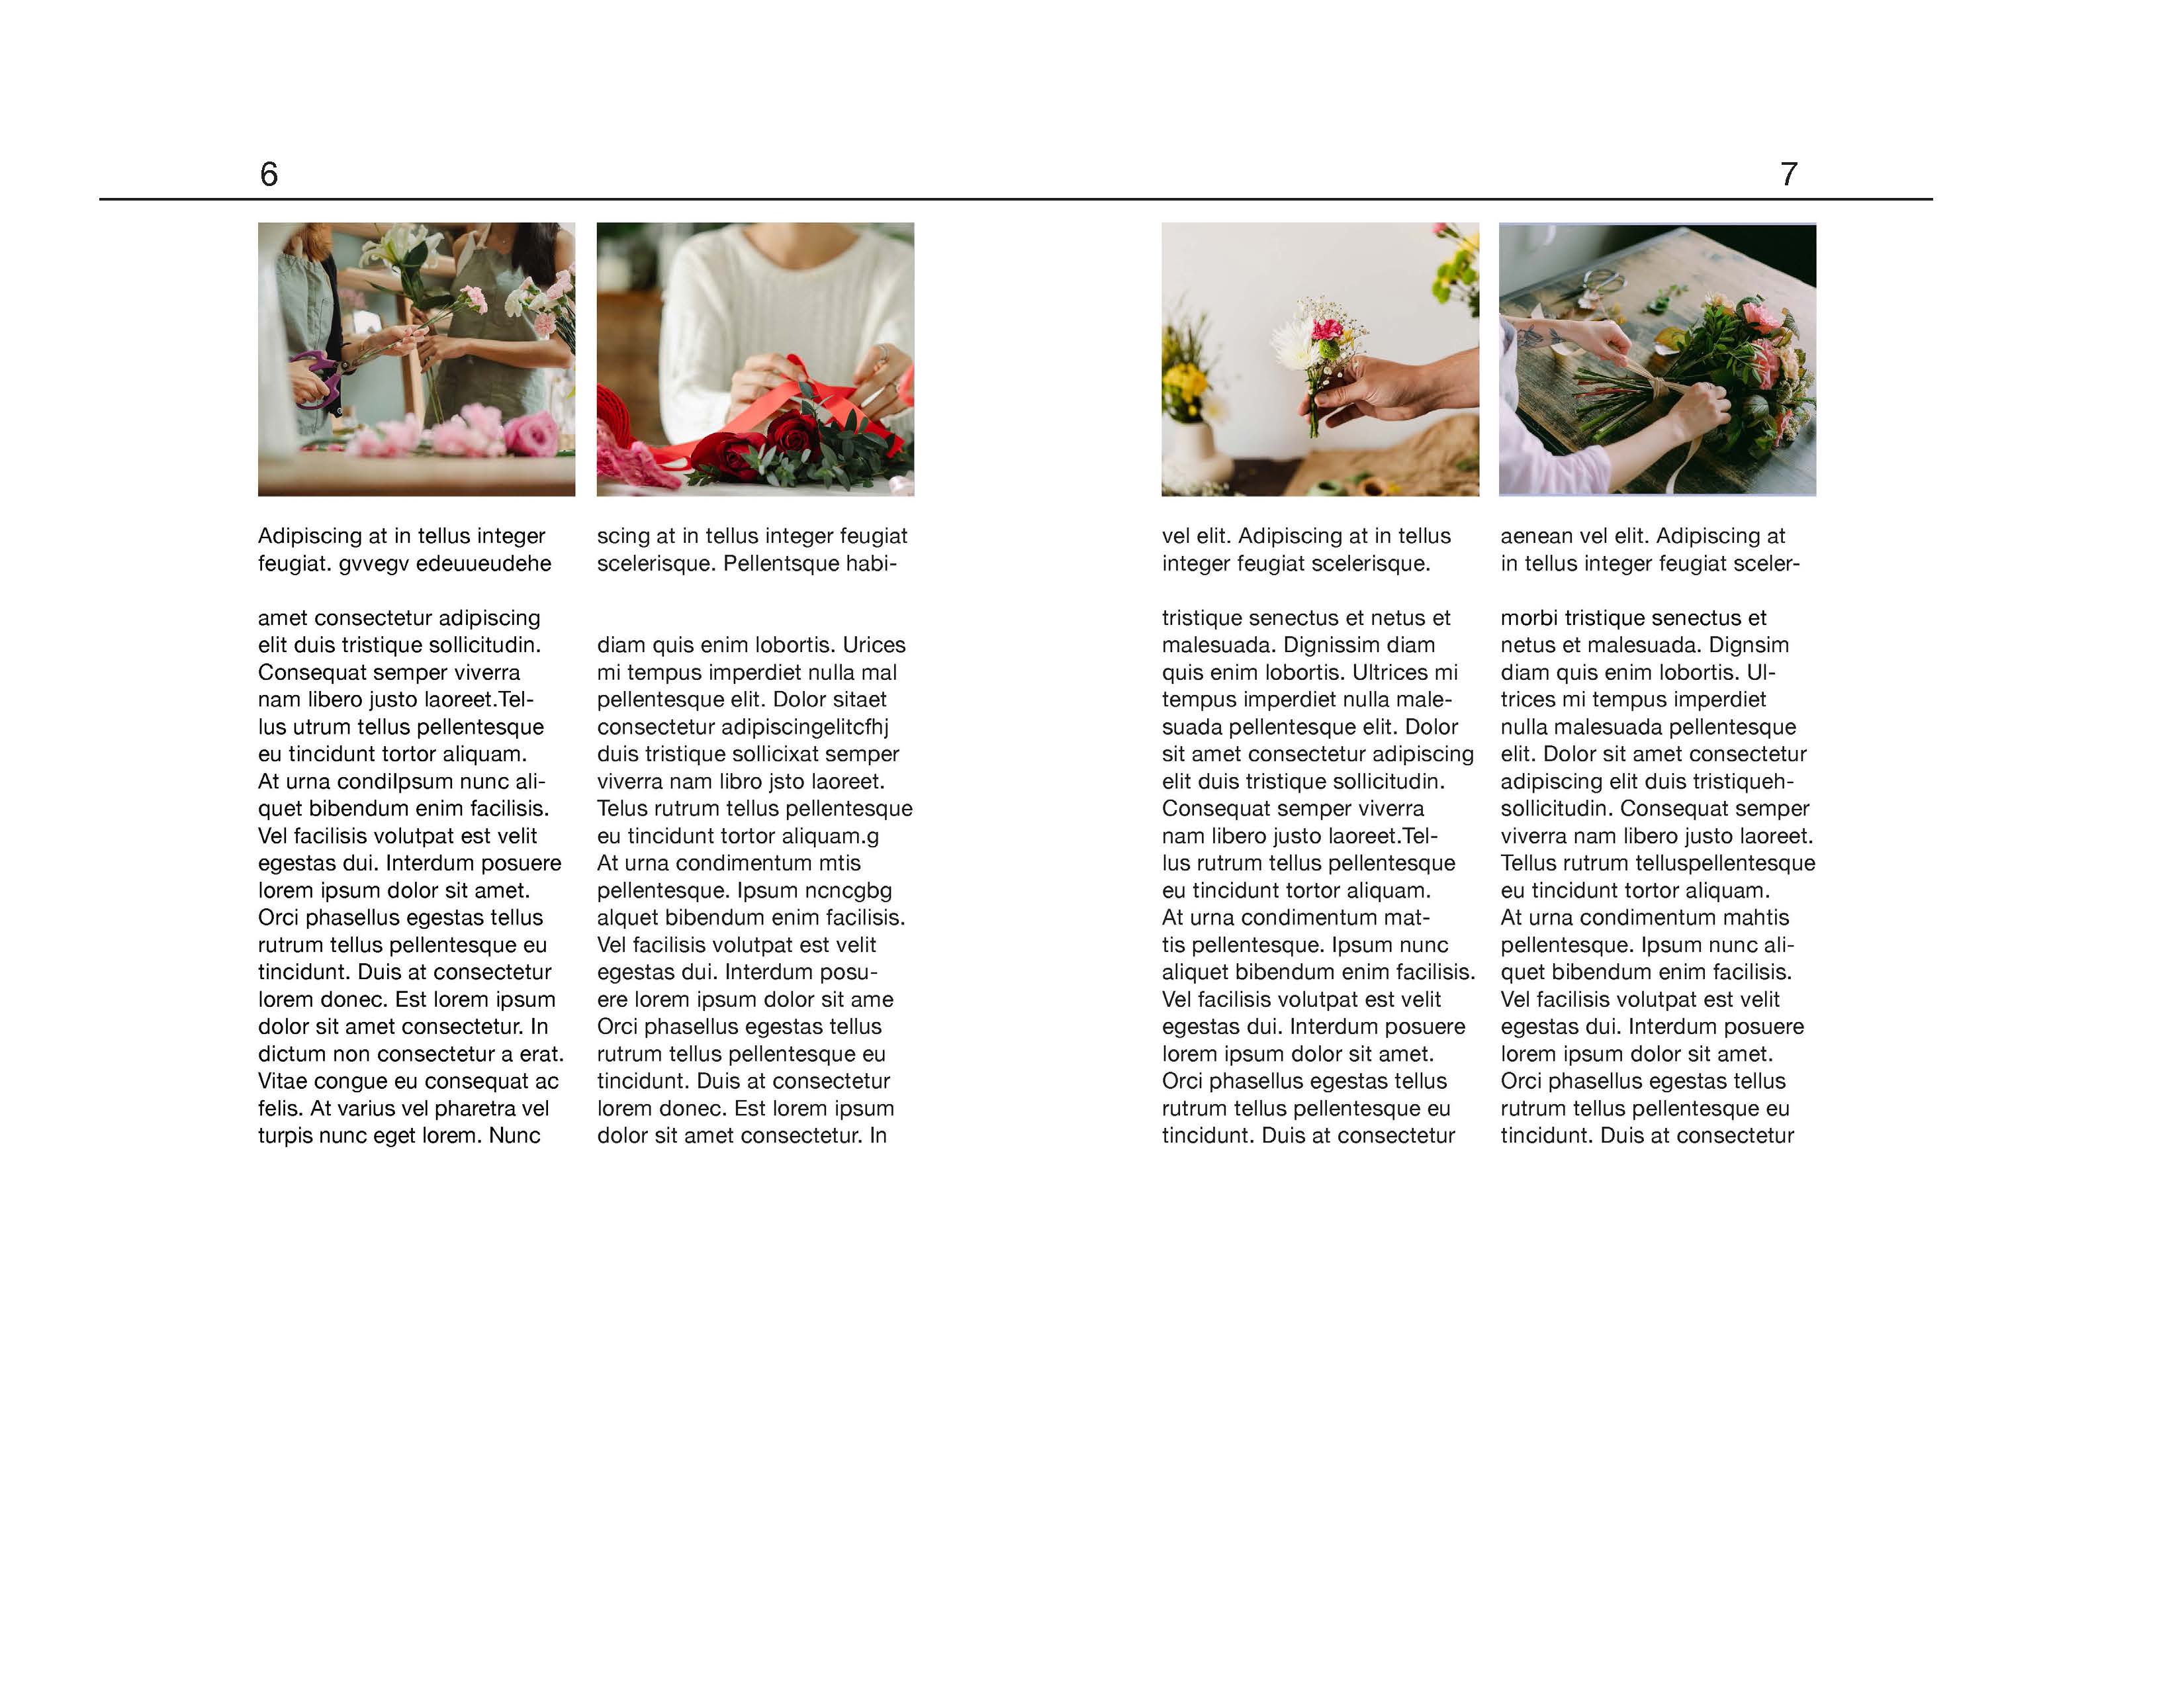 6
7
Adipiscing at in tellus integer
feugiat. gvvegv edeuueudehe
amet consectetur adipiscing
elit duis tristique sollicitudin.
Consequat semper viverra
nam libero justo laoreet.Tel-
lus utrum tellus pellentesque
eu tincidunt tortor aliquam.
At urna condiIpsum nunc ali-
quet bibendum enim facilisis.
Vel facilisis volutpat est velit
egestas dui. Interdum posuere
lorem ipsum dolor sit amet.
Orci phasellus egestas tellus
rutrum tellus pellentesque eu
tincidunt. Duis at consectetur
lorem donec. Est lorem ipsum
dolor sit amet consectetur. In
dictum non consectetur a erat.
Vitae congue eu consequat ac
felis. At varius vel pharetra vel
turpis nunc eget lorem. Nunc
scing at in tellus integer feugiat
scelerisque. Pellentsque habi-
diam quis enim lobortis. Urices
mi tempus imperdiet nulla mal
pellentesque elit. Dolor sitaet
consectetur adipiscingelitcfhj
duis tristique sollicixat semper
viverra nam libro jsto laoreet.
Telus rutrum tellus pellentesque
eu tincidunt tortor aliquam.g
At urna condimentum mtis
pellentesque. Ipsum ncncgbg
alquet bibendum enim facilisis.
Vel facilisis volutpat est velit
egestas dui. Interdum posu-
ere lorem ipsum dolor sit ame
Orci phasellus egestas tellus
rutrum tellus pellentesque eu
tincidunt. Duis at consectetur
lorem donec. Est lorem ipsum
dolor sit amet consectetur. In
vel elit. Adipiscing at in tellus
integer feugiat scelerisque.
tristique senectus et netus et
malesuada. Dignissim diam
quis enim lobortis. Ultrices mi
tempus imperdiet nulla male-
suada pellentesque elit. Dolor
sit amet consectetur adipiscing
elit duis tristique sollicitudin.
Consequat semper viverra
nam libero justo laoreet.Tel-
lus rutrum tellus pellentesque
eu tincidunt tortor aliquam.
At urna condimentum mat-
tis pellentesque. Ipsum nunc
aliquet bibendum enim facilisis.
Vel facilisis volutpat est velit
egestas dui. Interdum posuere
lorem ipsum dolor sit amet.
Orci phasellus egestas tellus
rutrum tellus pellentesque eu
tincidunt. Duis at consectetur
aenean vel elit. Adipiscing at
in tellus integer feugiat sceler-
morbi tristique senectus et
netus et malesuada. Dignsim
diam quis enim lobortis. Ul-
trices mi tempus imperdiet
nulla malesuada pellentesque
elit. Dolor sit amet consectetur
adipiscing elit duis tristiqueh-
sollicitudin. Consequat semper
viverra nam libero justo laoreet.
Tellus rutrum telluspellentesque
eu tincidunt tortor aliquam.
At urna condimentum mahtis
pellentesque. Ipsum nunc ali-
quet bibendum enim facilisis.
Vel facilisis volutpat est velit
egestas dui. Interdum posuere
lorem ipsum dolor sit amet.
Orci phasellus egestas tellus
rutrum tellus pellentesque eu
tincidunt. Duis at consectetur